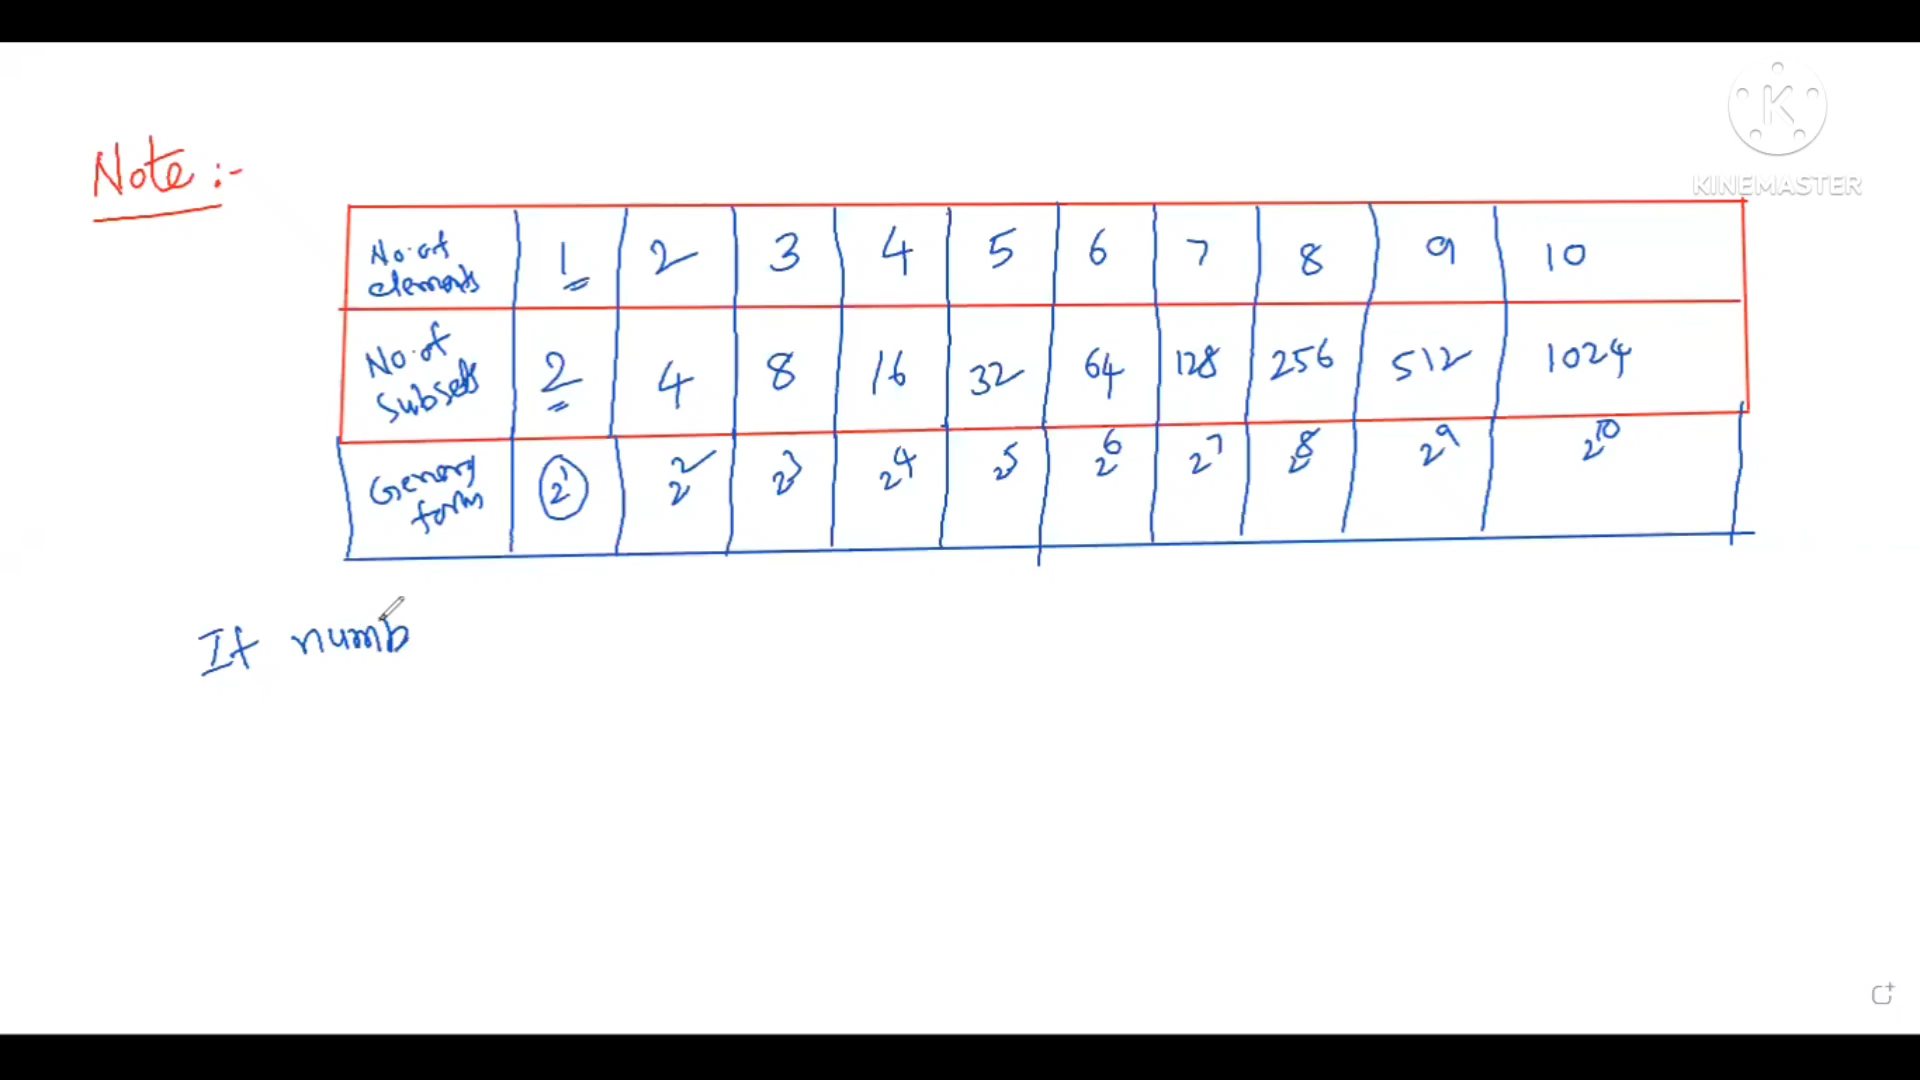 Note :-
KINEMASTER
No. of elements 1 2 3 4 5 6 7 8 9 10
No. of subsets 2 4 8 16 32 64 128 256 512 1024
form 2¹ 2² 2³ 2⁴ 2⁵ 2⁶ 2⁷ 2⁸ 2⁹ 2¹⁰
If numb